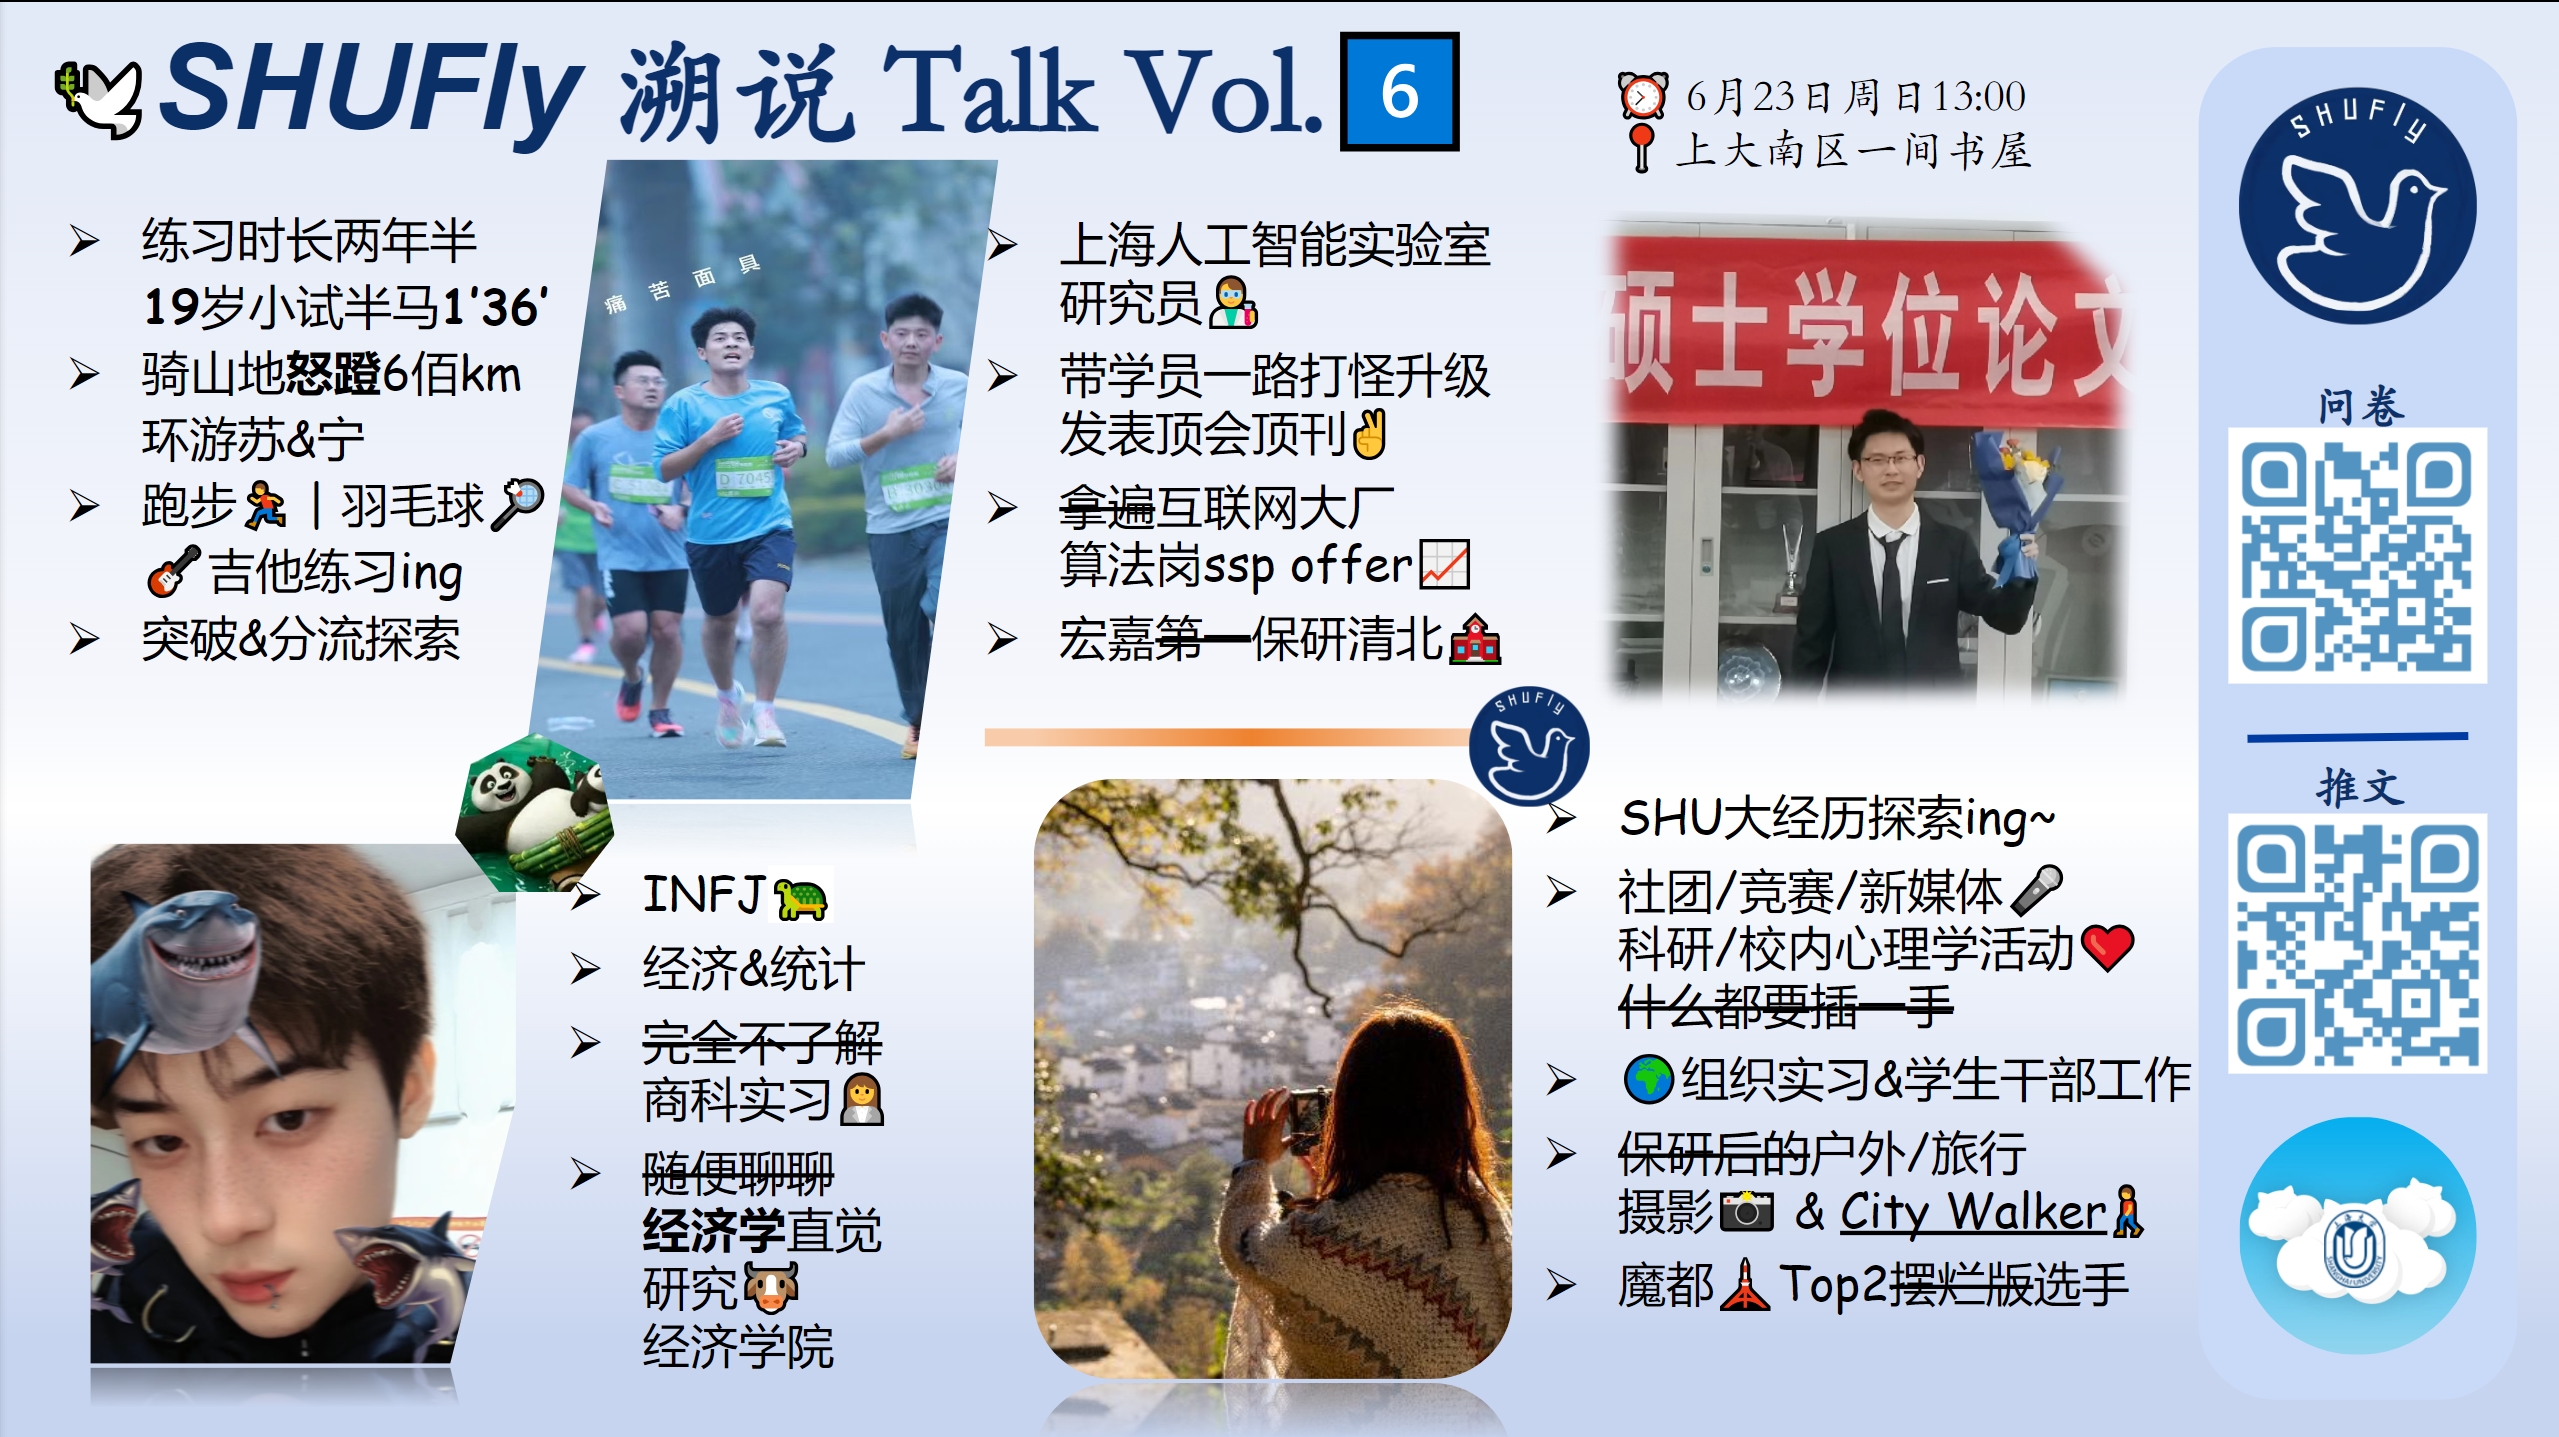 SHUFly 溯说 Talk Vol. 6
6月23日周日13:00
上大南区一间书屋
练习时长两年半
19岁小试半马1'36'
骑山地怒蹬6佰km
环游苏&宁
跑步 | 羽毛球
吉他练习ing
突破&分流探索
痛苦面具
D 7045
上海人工智能实验室
研究员
带学员一路打怪升级
发表顶会顶刊
拿遍互联网大厂
算法岗ssp offer
宏嘉第一保研清北
硕士学位论文
INFJ
经济&统计
完全不了解
商科实习
随便聊聊
经济学直觉
研究
经济学院
SHUFly
SHU大经历探索ing~
社团/竞赛/新媒体
科研/校内心理学活动
什么都要插一手
组织实习&学生干部工作
保研后的户外/旅行
摄影 & City Walker
魔都Top2摆烂版选手
SHUFly
问卷
推文
上海大学
SHANGHAI UNIVERSITY